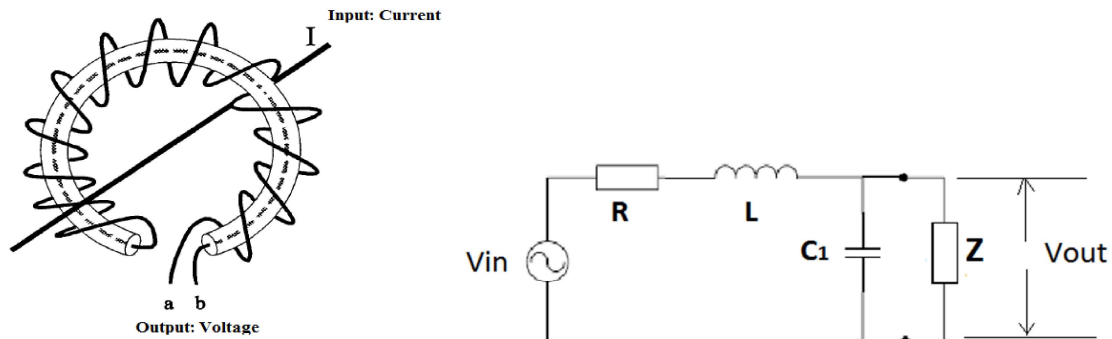 Input: Current
I
a b
Output: Voltage
R
L
Vin
C1
Z
Vout